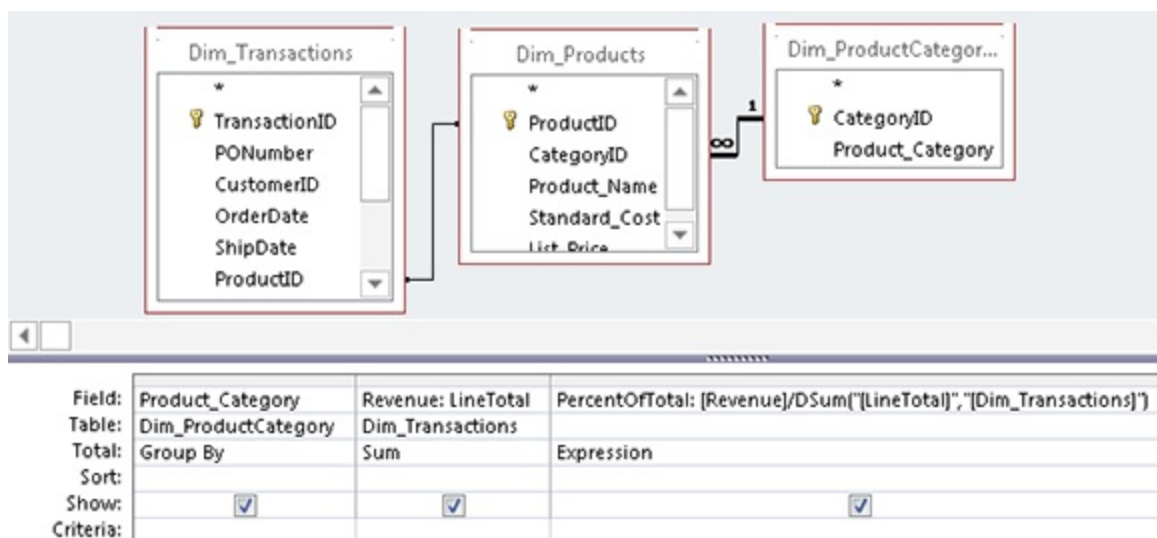 Dim_Transactions
*
TransactionID
PONumber
CustomerID
OrderDate
ShipDate
ProductID
Dim_Products
*
ProductID
CategoryID
Product_Name
Standard_Cost
List_Price
∞
1
Dim_ProductCategor...
*
CategoryID
Product_Category
Field: Product_Category Revenue: LineTotal PercentOfTotal: [Revenue]/DSum("[LineTotal]","[Dim_Transactions]")
Table: Dim_ProductCategory Dim_Transactions
Total: Group By Sum Expression
Sort:
Show:
Criteria: